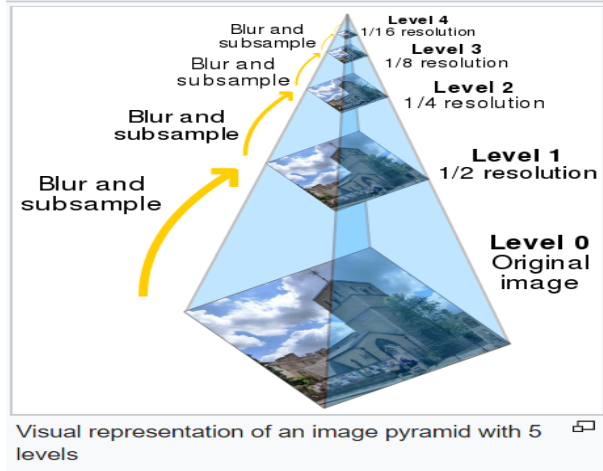 Level 4
1/16 resolution
Blur and
subsample
Level 3
1/8 resolution
Blur and
subsample
Level 2
1/4 resolution
Blur and
subsample
Level 1
1/2 resolution
Blur and
subsample
Level 0
Original
image
Visual representation of an image pyramid with 5
levels